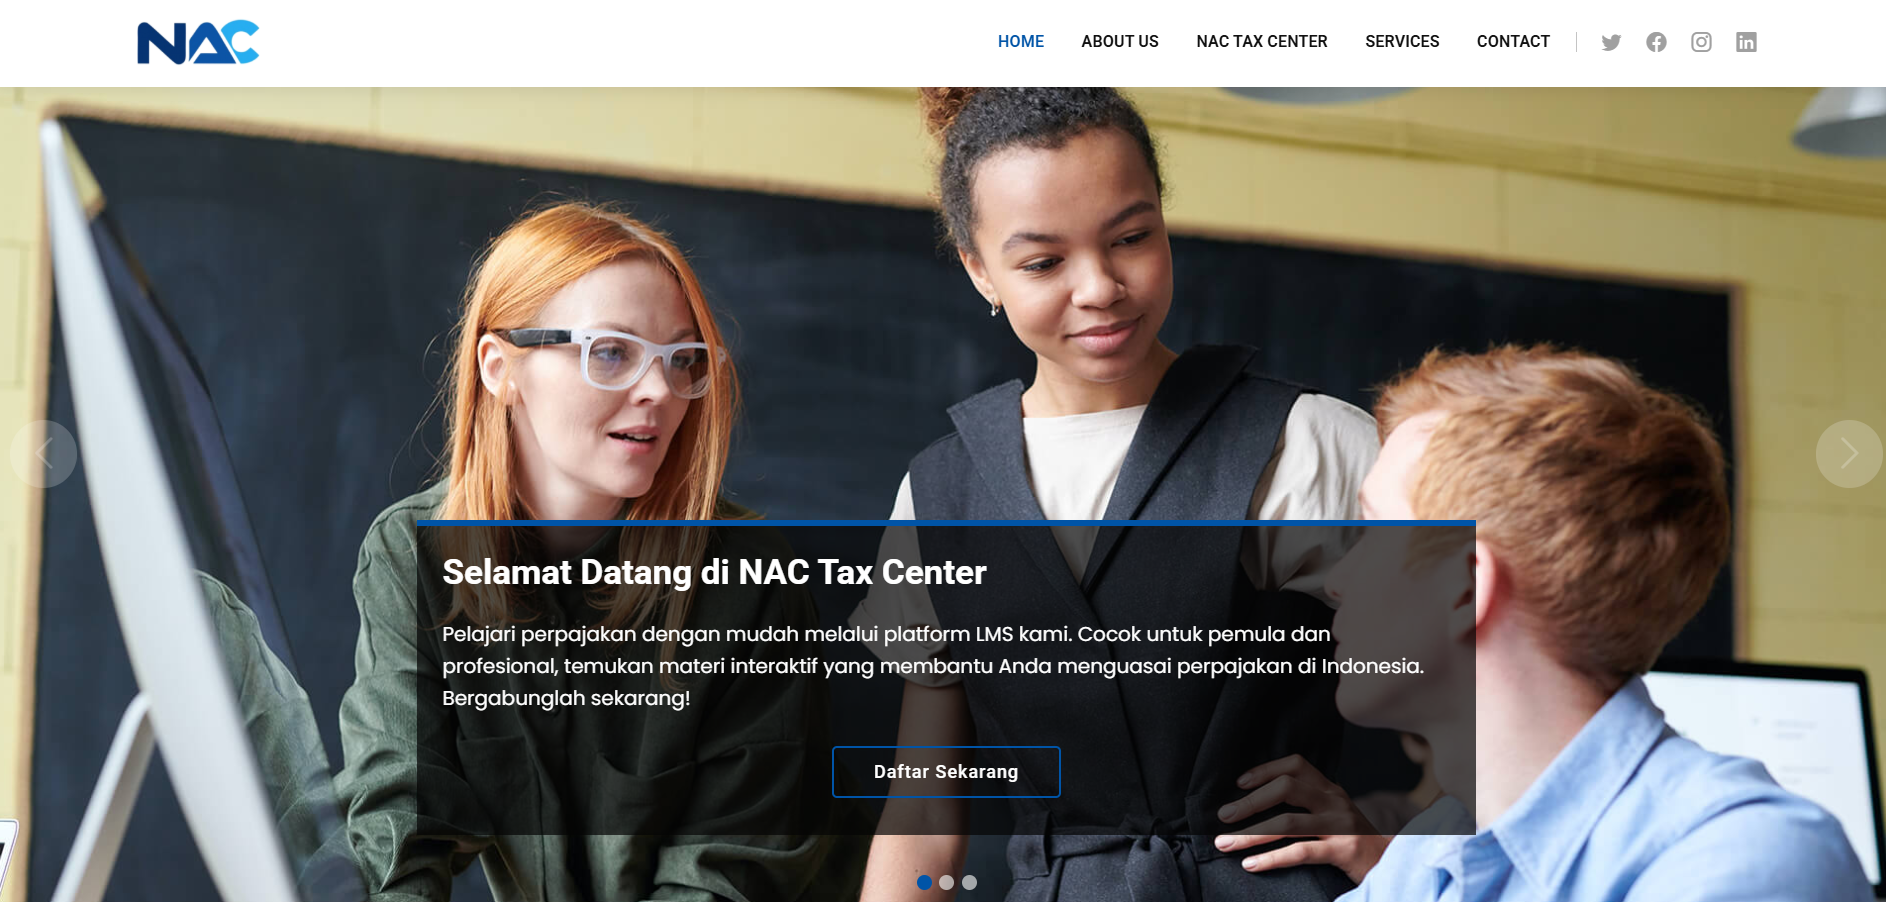 NAC
HOME ABOUT US NAC TAX CENTER SERVICES CONTACT
Selamat Datang di NAC Tax Center
Pelajari perpajakan dengan mudah melalui platform LMS kami. Cocok untuk pemula dan
profesional, temukan materi interaktif yang membantu Anda menguasai perpajakan di Indonesia.
Bergabunglah sekarang!
Daftar Sekarang